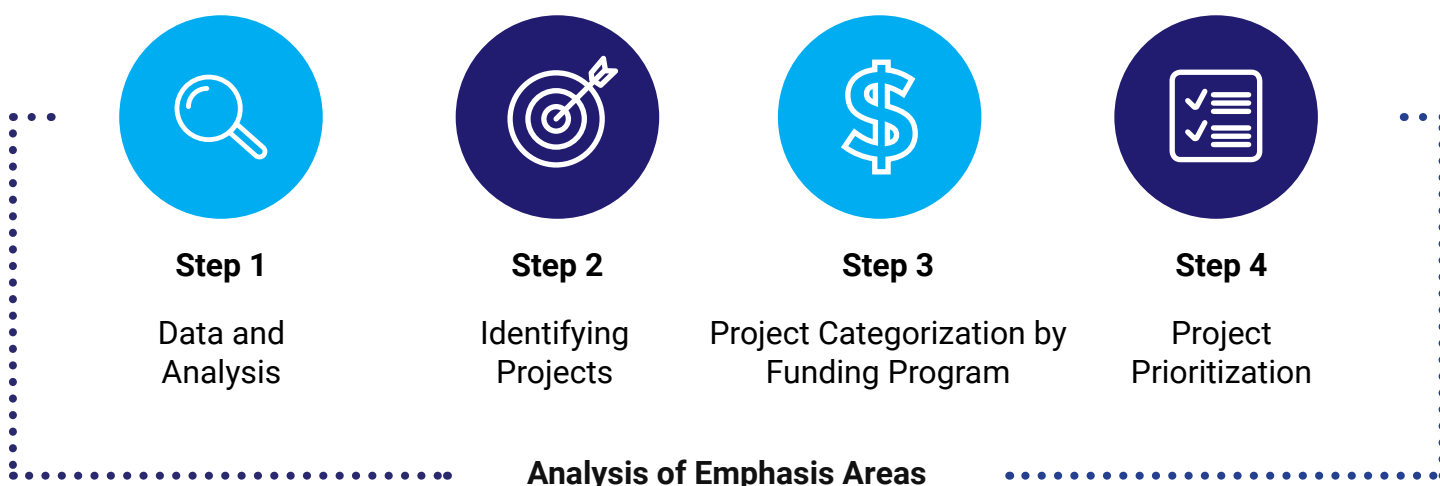 Step 1
Data and
Analysis
Step 2
Identifying
Projects
Step 3
Project Categorization by
Funding Program
Step 4
Project
Prioritization
Analysis of Emphasis Areas